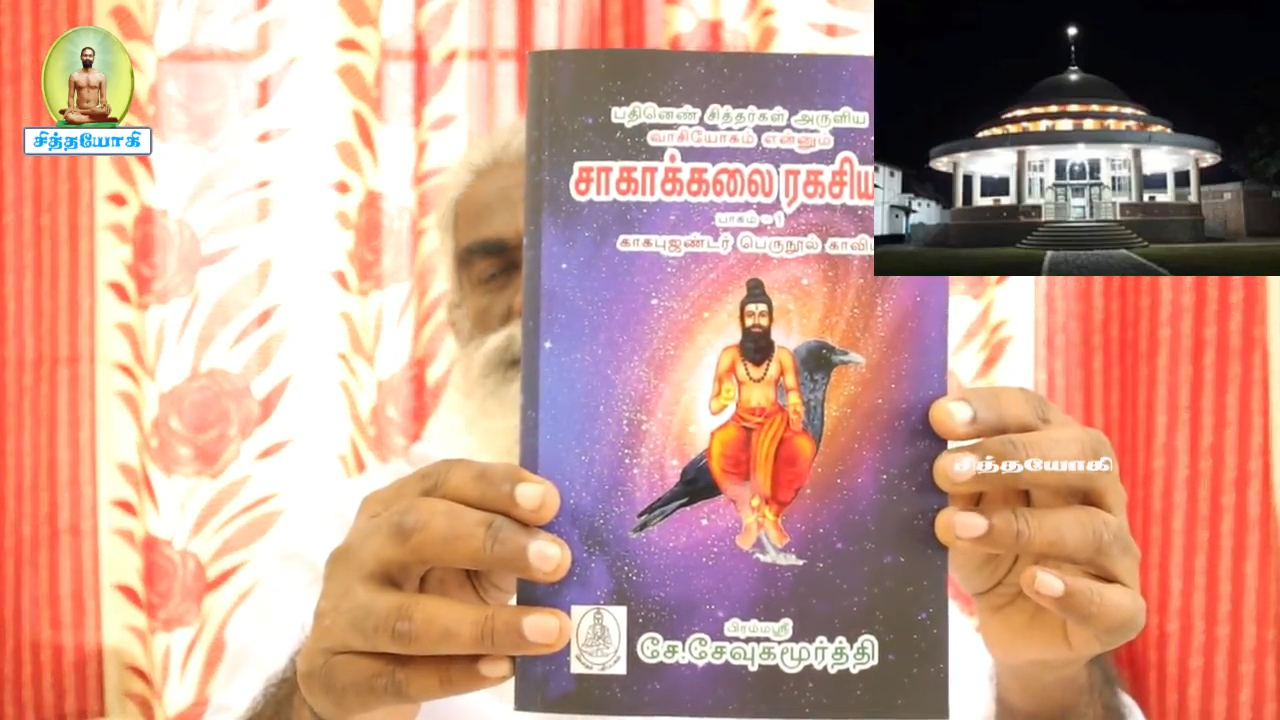 சித்தயோகி
பதினெண் சித்தர்கள் அருளிய
வாசியோகம் என்னும்
சாகாக்கலை ரகசிய
பாகம் - 1
காகபுஜண்டர் பெருநூல் காவிய
சித்தயோகி
பிரம்மஸ்ரீ
சே.சேவுகமூர்த்தி